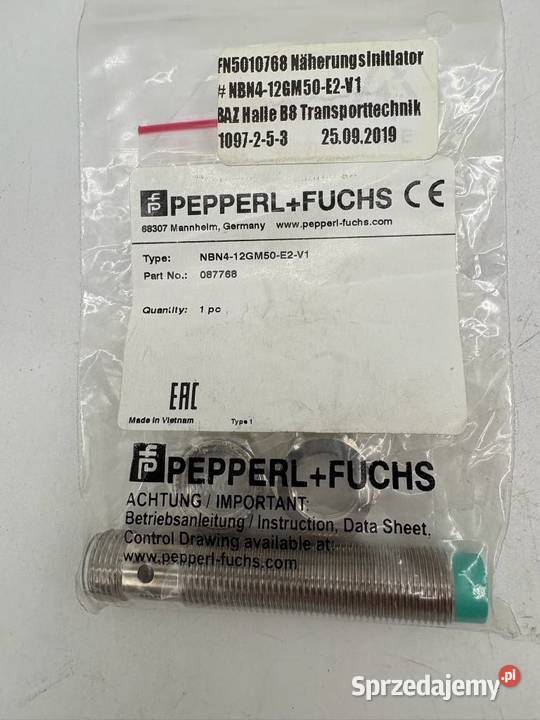 FN5010768 Näherungsinitiator
# NBN4-12GM50-E2-V1
BAZ Halle B8 Transporttechnik
1097-2-5-3 25.09.2019
PEPPERL+FUCHS CE
68307 Mannheim, Germany www.pepperl-fuchs.com
Type: NBN4-12GM50-E2-V1
Part No.: 087768
Quantity: 1 pc
EAC
Made in Vietnam Type 1
PEPPERL+FUCHS
ACHTUNG / IMPORTANT:
Betriebsanleitung / Instruction, Data Sheet,
Control Drawing available at:
www.pepperl-fuchs.com
Sprzedajemy.pl